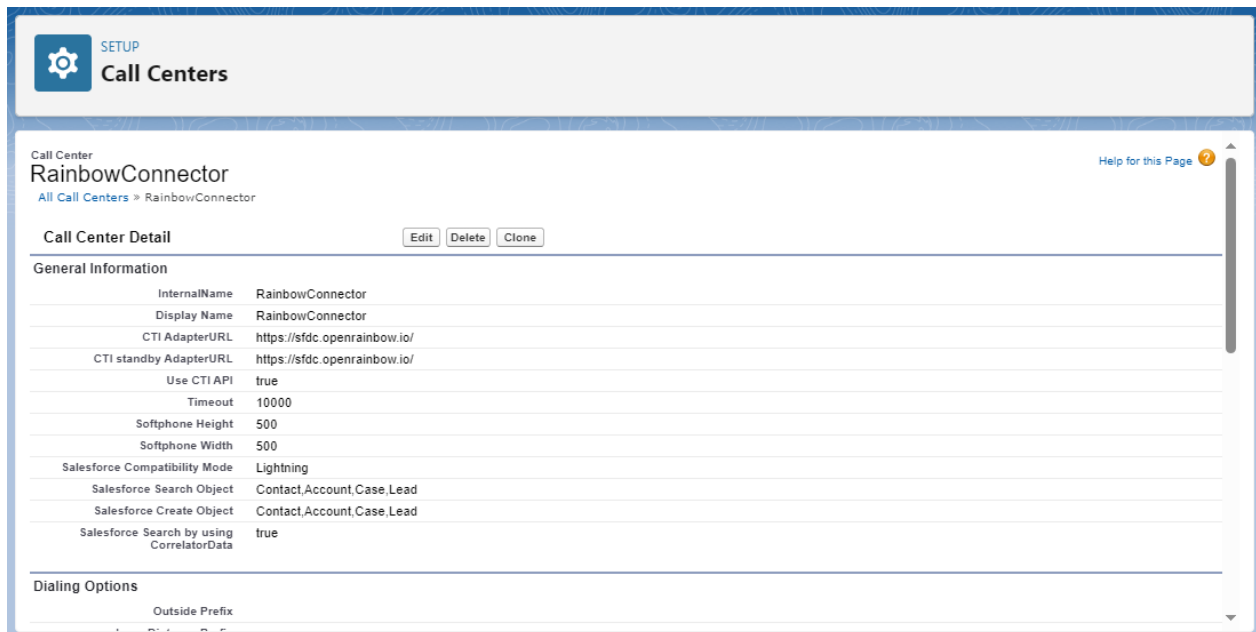 SETUP
Call Centers
Call Center
RainbowConnector
Help for this Page ?
All Call Centers » RainbowConnector
Call Center Detail Edit Delete Clone
General Information
InternalName RainbowConnector
Display Name RainbowConnector
CTI AdapterURL https://sfdc.openrainbow.io/
CTI standby AdapterURL https://sfdc.openrainbow.io/
Use CTI API true
Timeout 10000
Softphone Height 500
Softphone Width 500
Salesforce Compatibility Mode Lightning
Salesforce Search Object Contact,Account,Case,Lead
Salesforce Create Object Contact,Account,Case,Lead
Salesforce Search by using true
CorrelatorData
Dialing Options
Outside Prefix